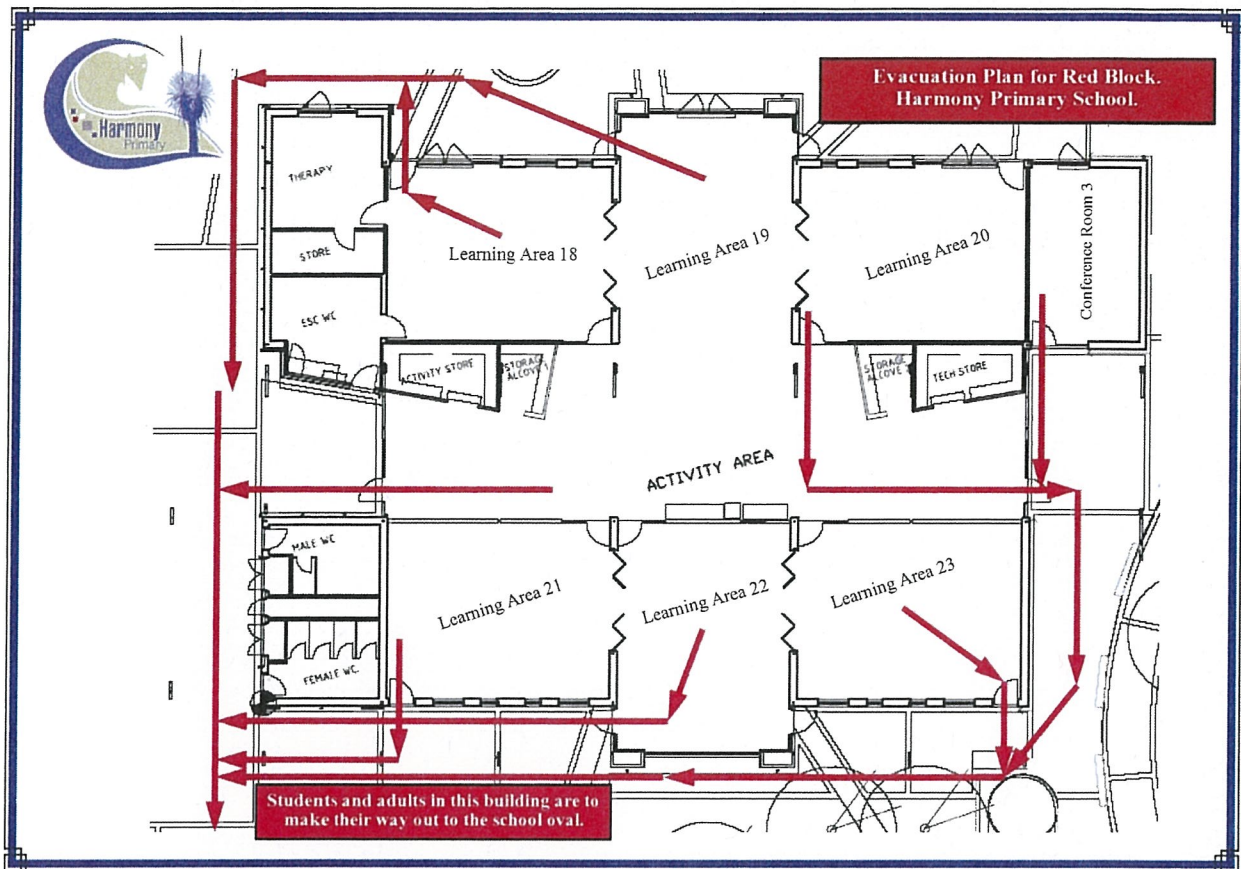 Harmony
Primary
Evacuation Plan for Red Block.
Harmony Primary School.
THERAPY
STORE
ESC WC
Learning Area 18
Learning Area 19
Learning Area 20
Conference Room 3
ACTIVITY STORE
STORAGE
ALCOVE 1
STORAGE
ALCOVE
TECH STORE
ACTIVITY AREA
MALE WC
FEMALE WC
Learning Area 21
Learning Area 22
Learning Area 23
Students and adults in this building are to
make their way out to the school oval.